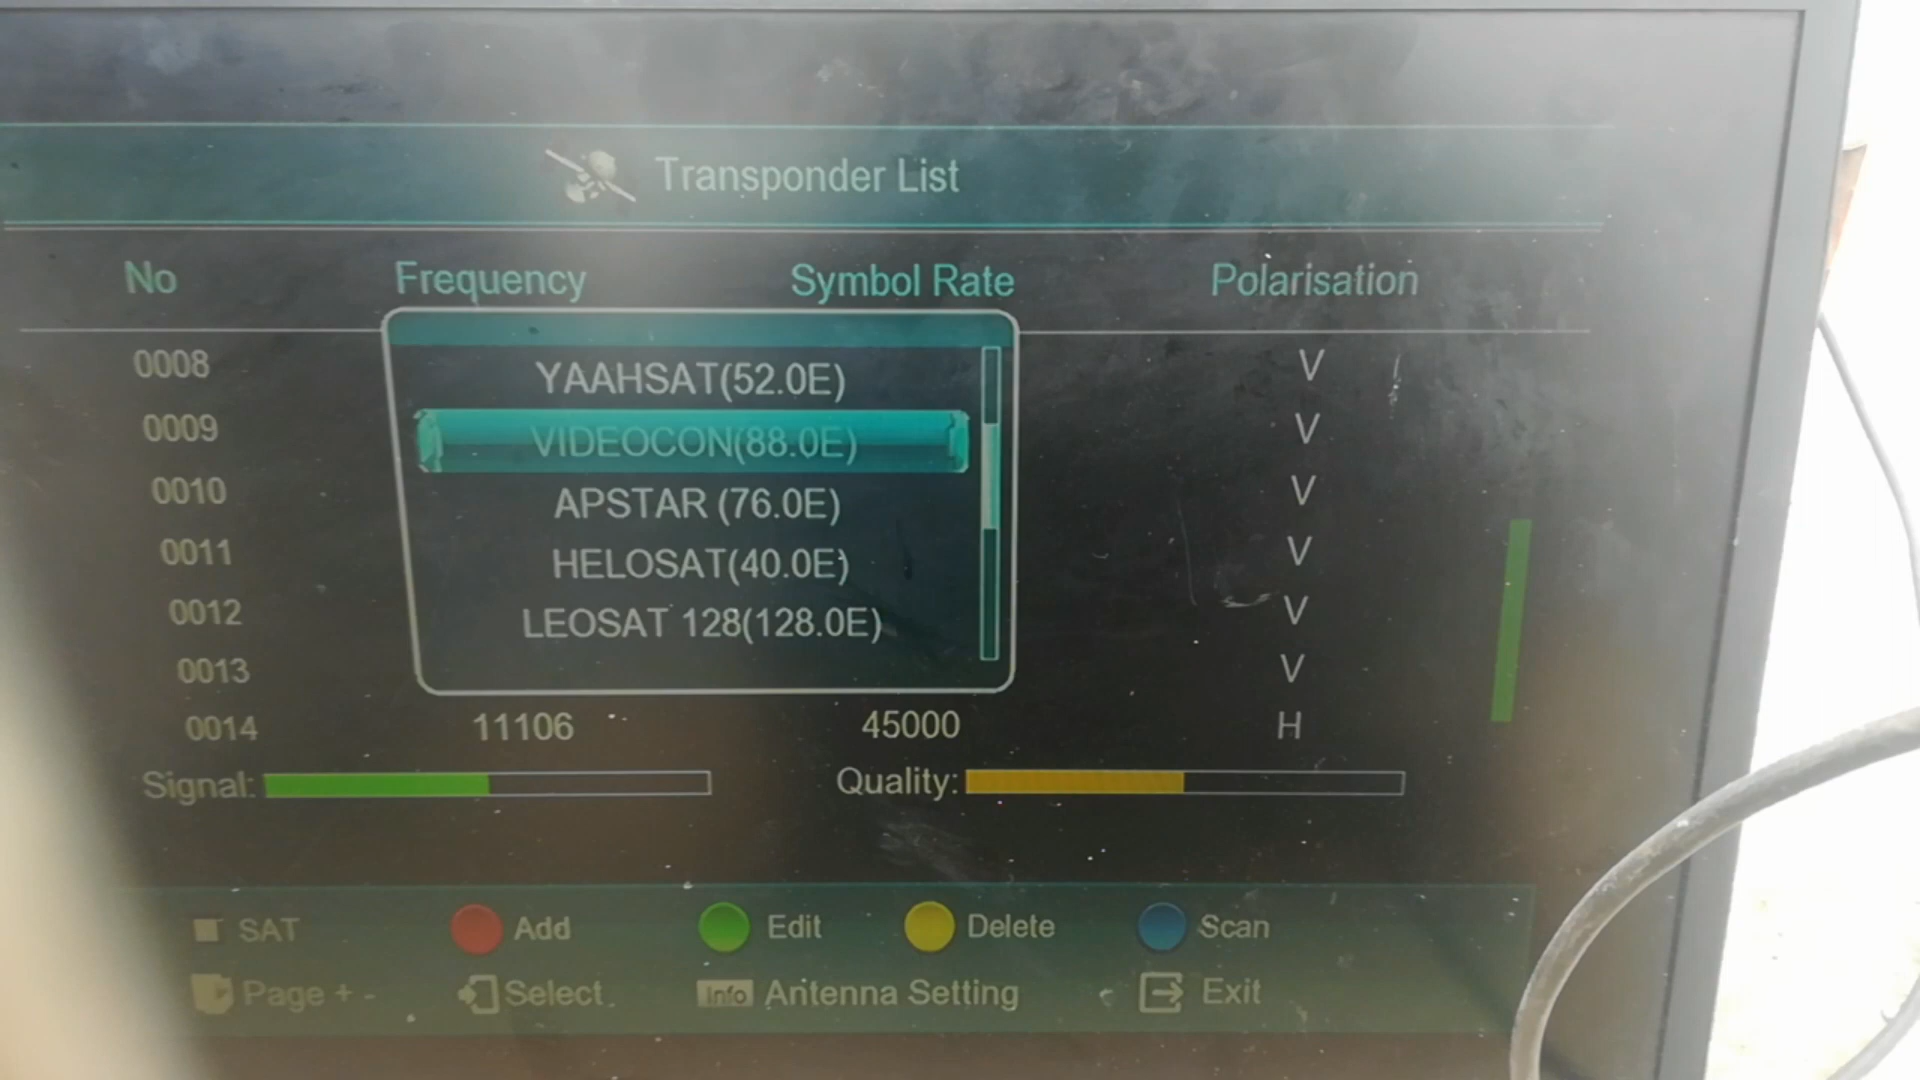 Transponder List
No Frequency Symbol Rate Polarisation
0008 V
YAAHSAT(52.0E)
0009 V
VIDEOCON(88.0E)
0010 V
APSTAR (76.0E)
0011 V
HELOSAT(40.0E)
0012 V
LEOSAT 128(128.0E)
0013 V
0014 11106 45000 H
Signal: Quality:
SAT Add Edit Delete Scan
Page + - Select Info Antenna Setting Exit